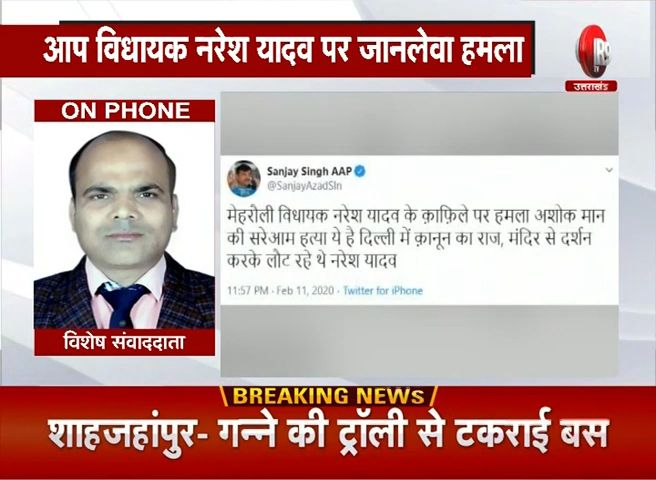 आप विधायक नरेश यादव पर जानलेवा हमला
उत्तराखंड
ON PHONE
Sanjay Singh AAP
@SanjayAzadSln
मेहरौली विधायक नरेश यादव के क़ाफ़िले पर हमला अशोक मान
की सरेआम हत्या ये है दिल्ली में क़ानून का राज, मंदिर से दर्शन
करके लौट रहे थे नरेश यादव
11:57 PM · Feb 11, 2020 · Twitter for iPhone
विशेष संवाददाता
BREAKING NEWs
शाहजहांपुर- गन्ने की ट्रॉली से टकराई बस